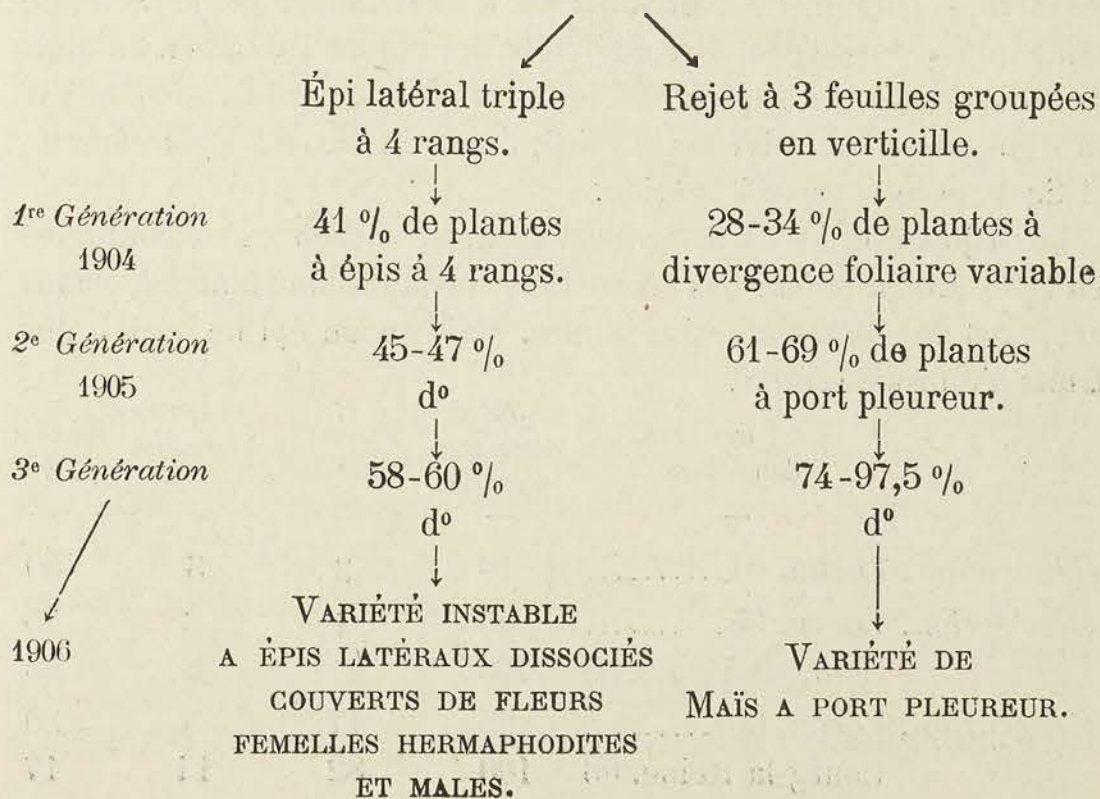 Épi latéral triple
à 4 rangs.
Rejet à 3 feuilles groupées
en verticille.
1re Génération
1904
41 % de plantes
à épis à 4 rangs.
28-34 % de plantes à
divergence foliaire variable
2e Génération
1905
45-47 %
do
61-69 % de plantes
à port pleureur.
3e Génération
58-60 %
do
74-97,5 %
do
1906
VARIÉTÉ INSTABLE
A ÉPIS LATÉRAUX DISSOCIÉS
COUVERTS DE FLEURS
FEMELLES HERMAPHODITES
ET MALES.
VARIÉTÉ DE
MAÏS A PORT PLEUREUR.